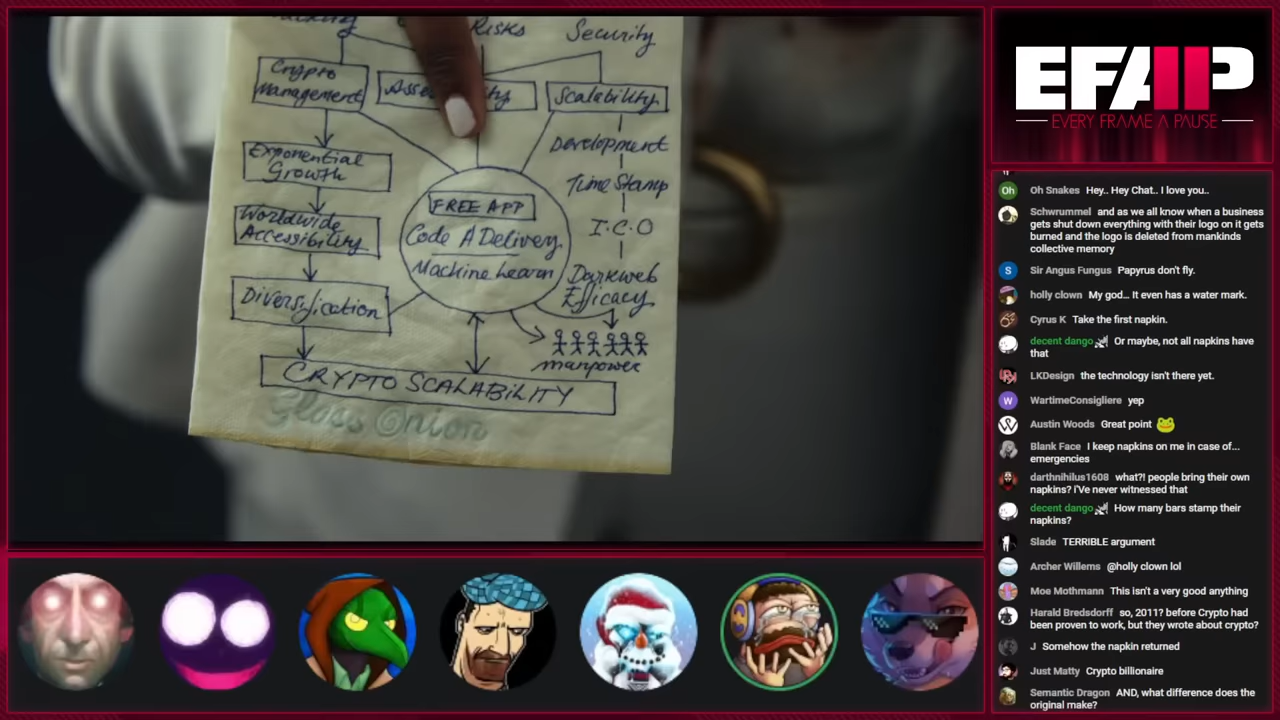 Risks
Security
Crypto
Management
Scalability
Development
Exponential
Growth
Time Stamp
FREE APP
Worldwide
Accessibility
I.C.O
Code A Delivery
Machine Learn
Darkweb
Efficacy
Diversification
manpower
CRYPTO SCALABILITY
Glass Onion
EFAP
EVERY FRAME A PAUSE
Oh Snakes Hey.. Hey Chat.. I love you..
Schwrummel and as we all know when a business
gets shut down everything with their logo on it gets
burned and the logo is deleted from mankinds
collective memory
Sir Angus Fungus Papyrus don't fly.
holly clown My god... It even has a water mark.
Cyrus K Take the first napkin.
decent dango Or maybe, not all napkins have
that
LKDesign the technology isn't there yet.
WartimeConsigliere yep
Austin Woods Great point
Blank Face I keep napkins on me in case of...
emergencies
darthnihilus1608 what?! people bring their own
napkins? i'Ve never witnessed that
decent dango How many bars stamp their
napkins?
Slade TERRIBLE argument
Archer Willems @holly clown lol
Moe Mothmann This isn't a very good anything
Harald Bredsdorff so, 2011? before Crypto had
been proven to work, but they wrote about crypto?
J Somehow the napkin returned
Just Matty Crypto billionaire
Semantic Dragon AND, what difference does the
original make?